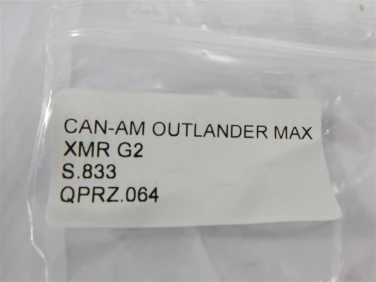 CAN-AM OUTLANDER MAX
XMR G2
S.833
QPRZ.064